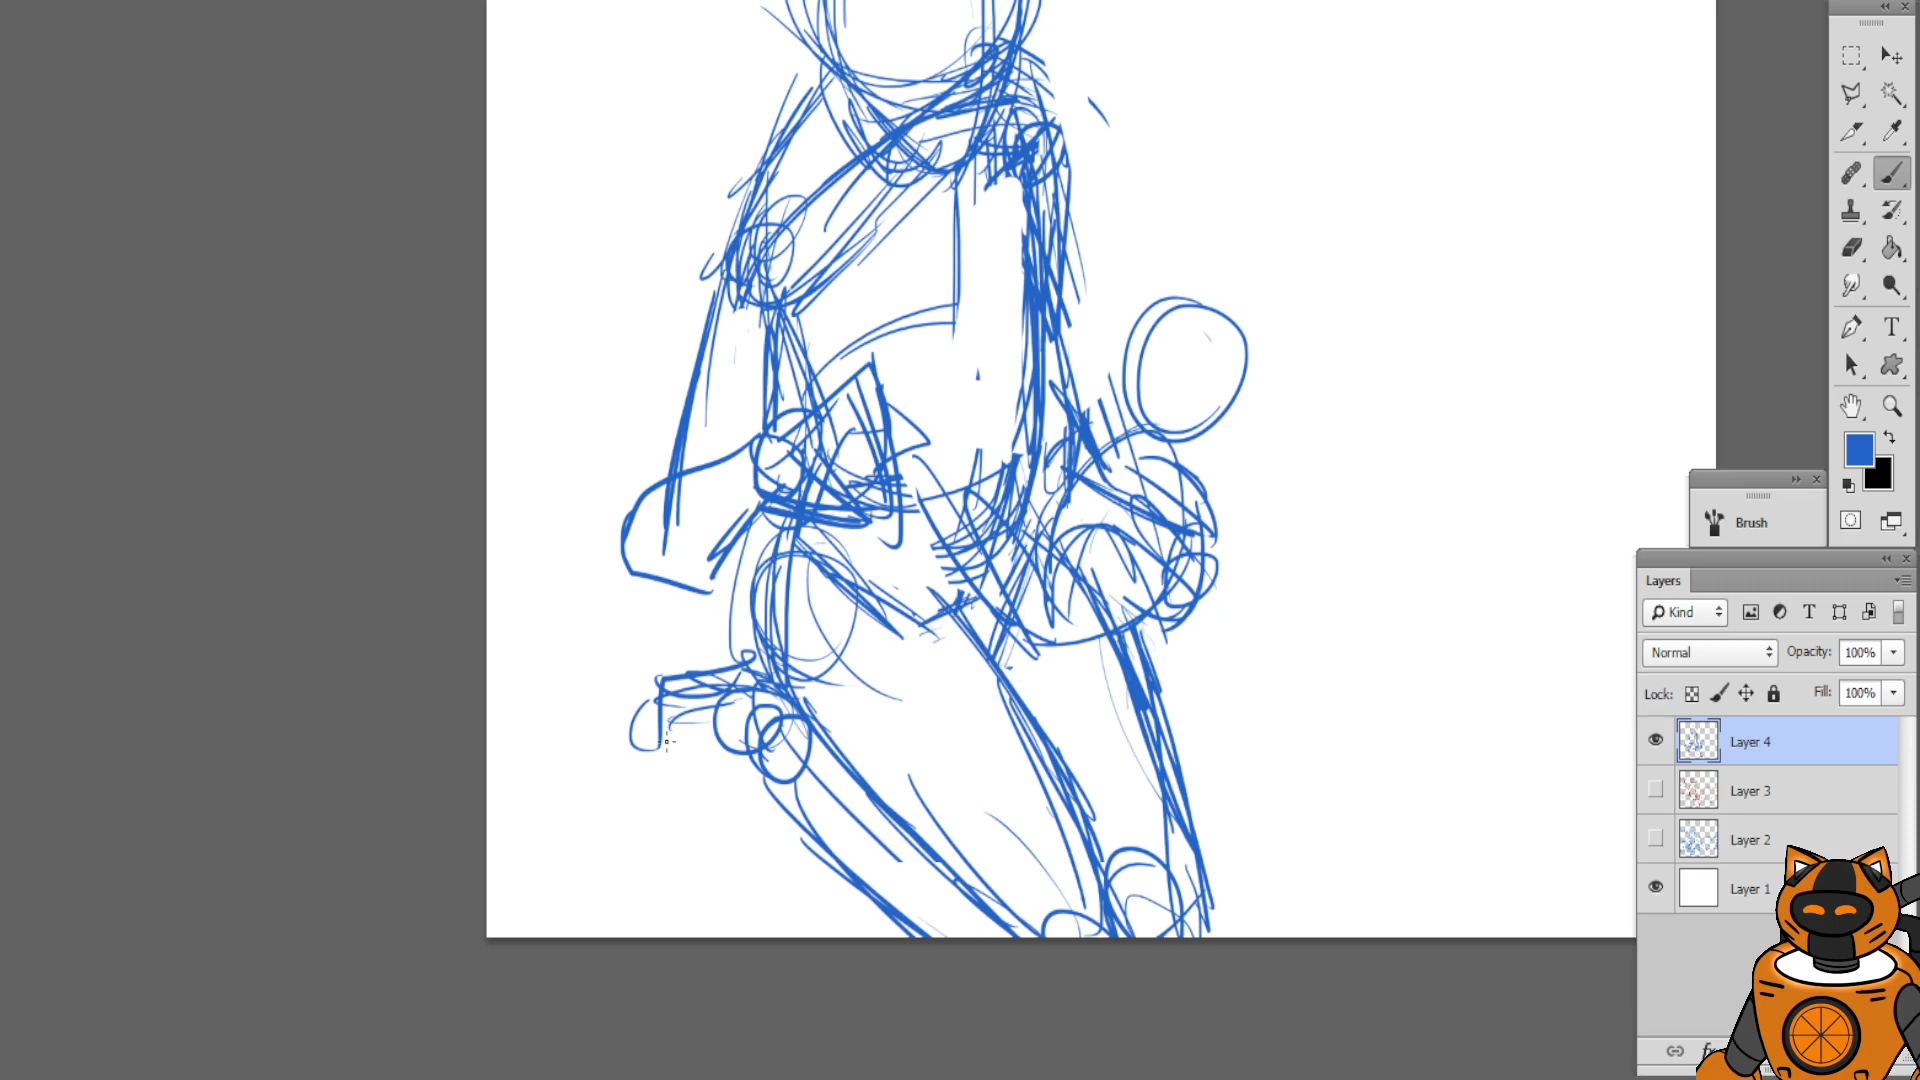 Brush
Layers
Kind
Normal
Opacity: 100%
Lock:
Fill: 100%
Layer 4
Layer 3
Layer 2
Layer 1